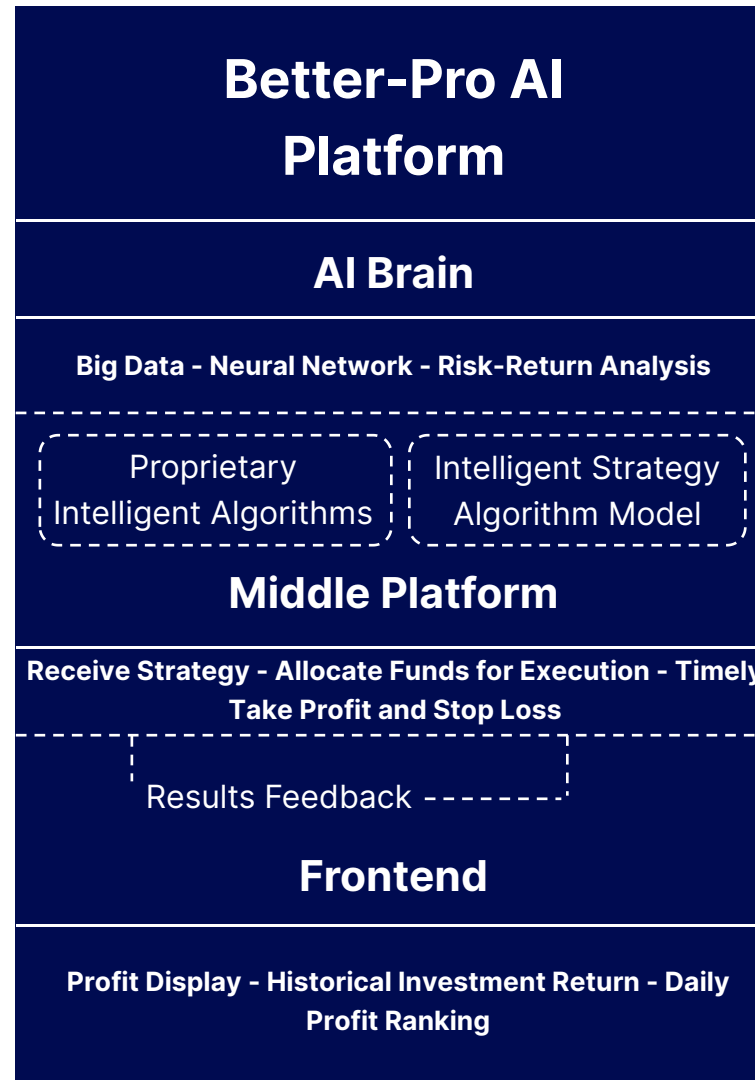 Better-Pro AI
Platform
AI Brain
Big Data - Neural Network - Risk-Return Analysis
Proprietary
Intelligent Algorithms
Intelligent Strategy
Algorithm Model
Middle Platform
Receive Strategy - Allocate Funds for Execution - Timely
Take Profit and Stop Loss
Results Feedback
Frontend
Profit Display - Historical Investment Return - Daily
Profit Ranking